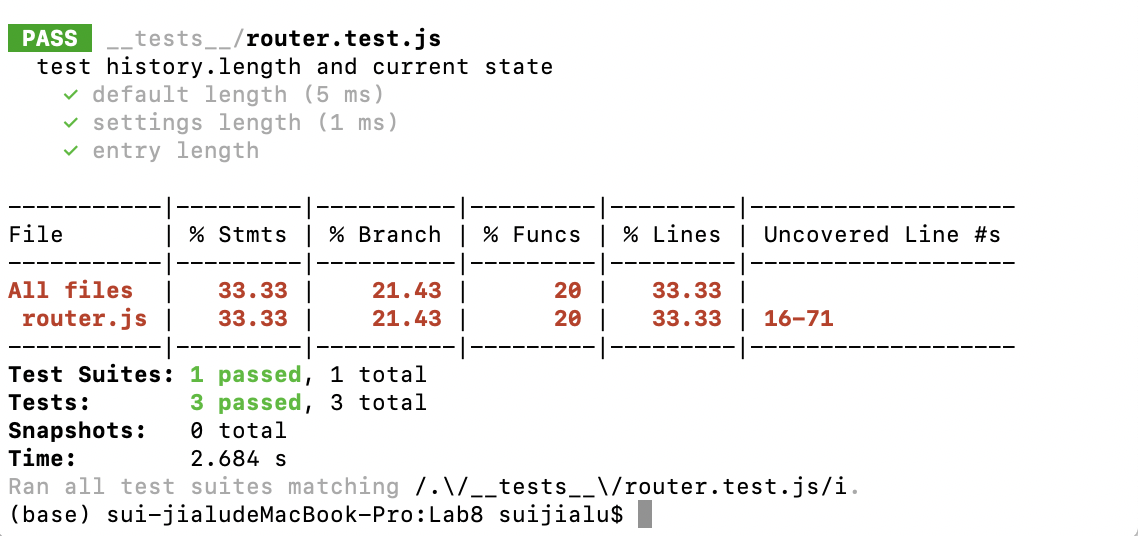 PASS __tests__/router.test.js
  test history.length and current state
    ✓ default length (5 ms)
    ✓ settings length (1 ms)
    ✓ entry length

-----------|---------|----------|---------|---------|-------------------
File       | % Stmts | % Branch | % Funcs | % Lines | Uncovered Line #s
-----------|---------|----------|---------|---------|-------------------
All files  |   33.33 |    21.43 |      20 |   33.33 |
 router.js |   33.33 |    21.43 |      20 |   33.33 | 16-71
-----------|---------|----------|---------|---------|-------------------
Test Suites: 1 passed, 1 total
Tests:       3 passed, 3 total
Snapshots:   0 total
Time:        2.684 s
Ran all test suites matching /.\/__tests__\/router.test.js/i.
(base) sui-jialudeMacBook-Pro:Lab8 suijialu$